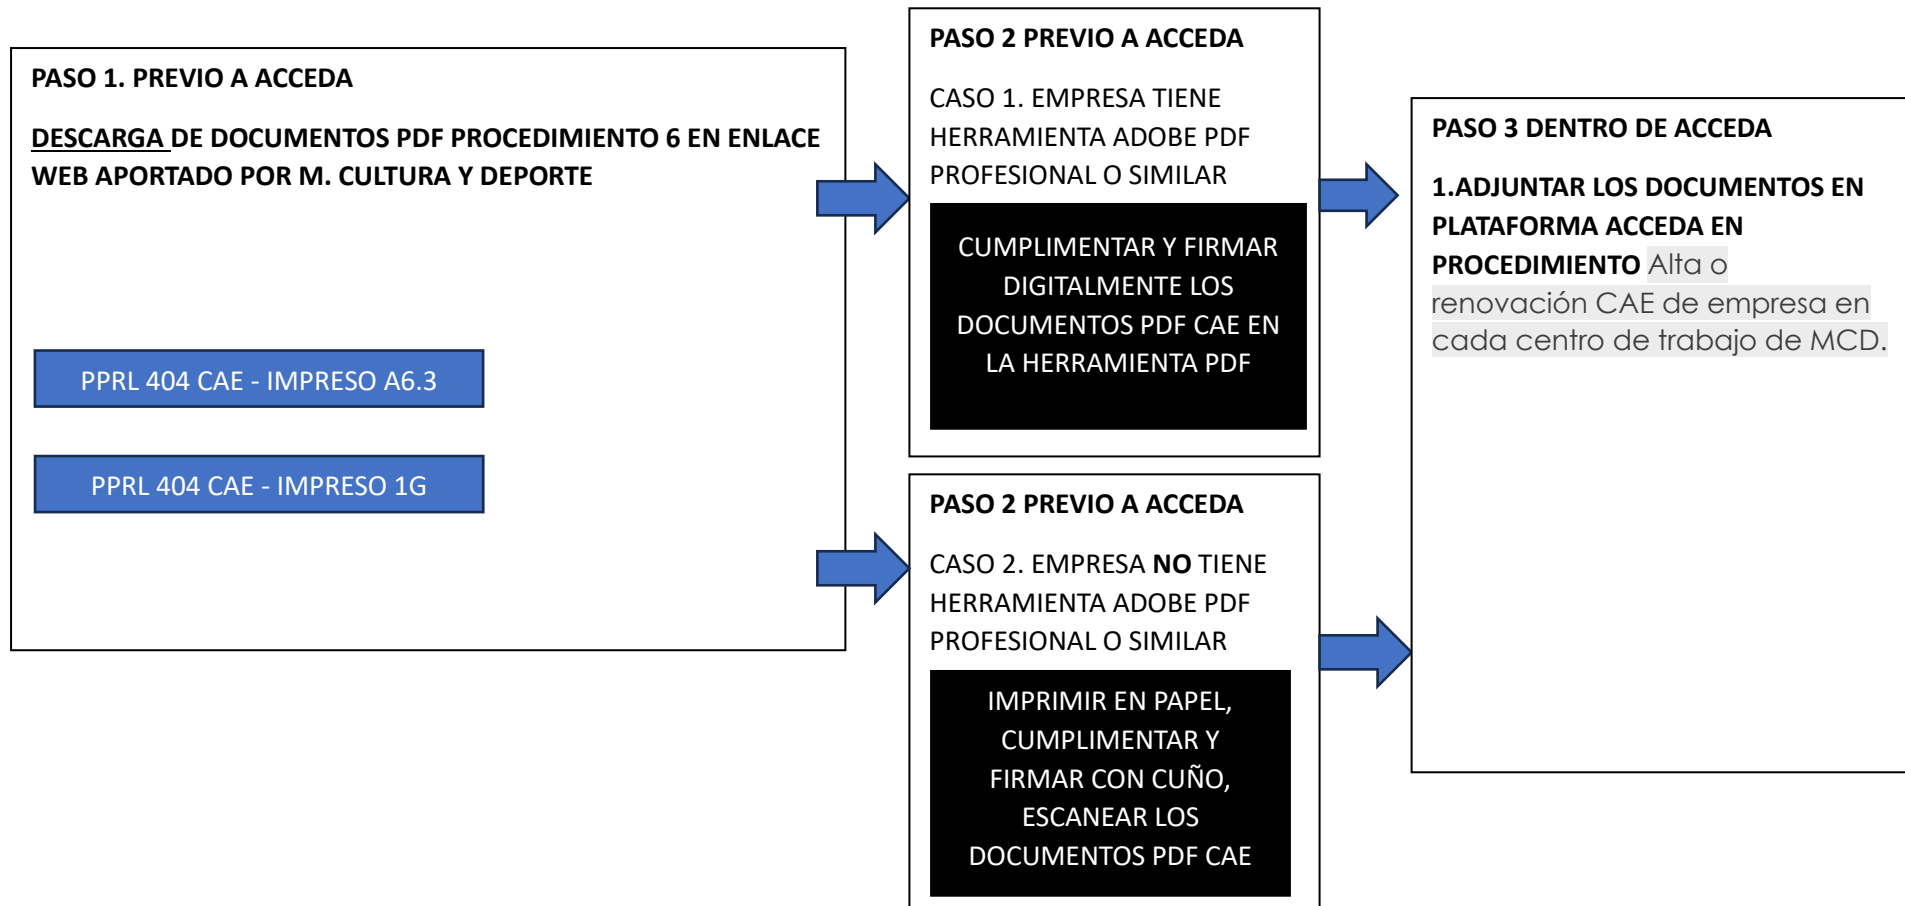 PASO 1. PREVIO A ACCEDA
DESCARGA DE DOCUMENTOS PDF PROCEDIMIENTO 6 EN ENLACE
WEB APORTADO POR M. CULTURA Y DEPORTE
PPRL 404 CAE - IMPRESO A6.3
PPRL 404 CAE - IMPRESO 1G
PASO 2 PREVIO A ACCEDA
CASO 1. EMPRESA TIENE
HERRAMIENTA ADOBE PDF
PROFESIONAL O SIMILAR
CUMPLIMENTAR Y FIRMAR
DIGITALMENTE LOS
DOCUMENTOS PDF CAE EN
LA HERRAMIENTA PDF
PASO 2 PREVIO A ACCEDA
CASO 2. EMPRESA NO TIENE
HERRAMIENTA ADOBE PDF
PROFESIONAL O SIMILAR
IMPRIMIR EN PAPEL,
CUMPLIMENTAR Y
FIRMAR CON CUÑO,
ESCANEAR LOS
DOCUMENTOS PDF CAE
PASO 3 DENTRO DE ACCEDA
1.ADJUNTAR LOS DOCUMENTOS EN
PLATAFORMA ACCEDA EN
PROCEDIMIENTO Alta o
renovación CAE de empresa en
cada centro de trabajo de MCD.